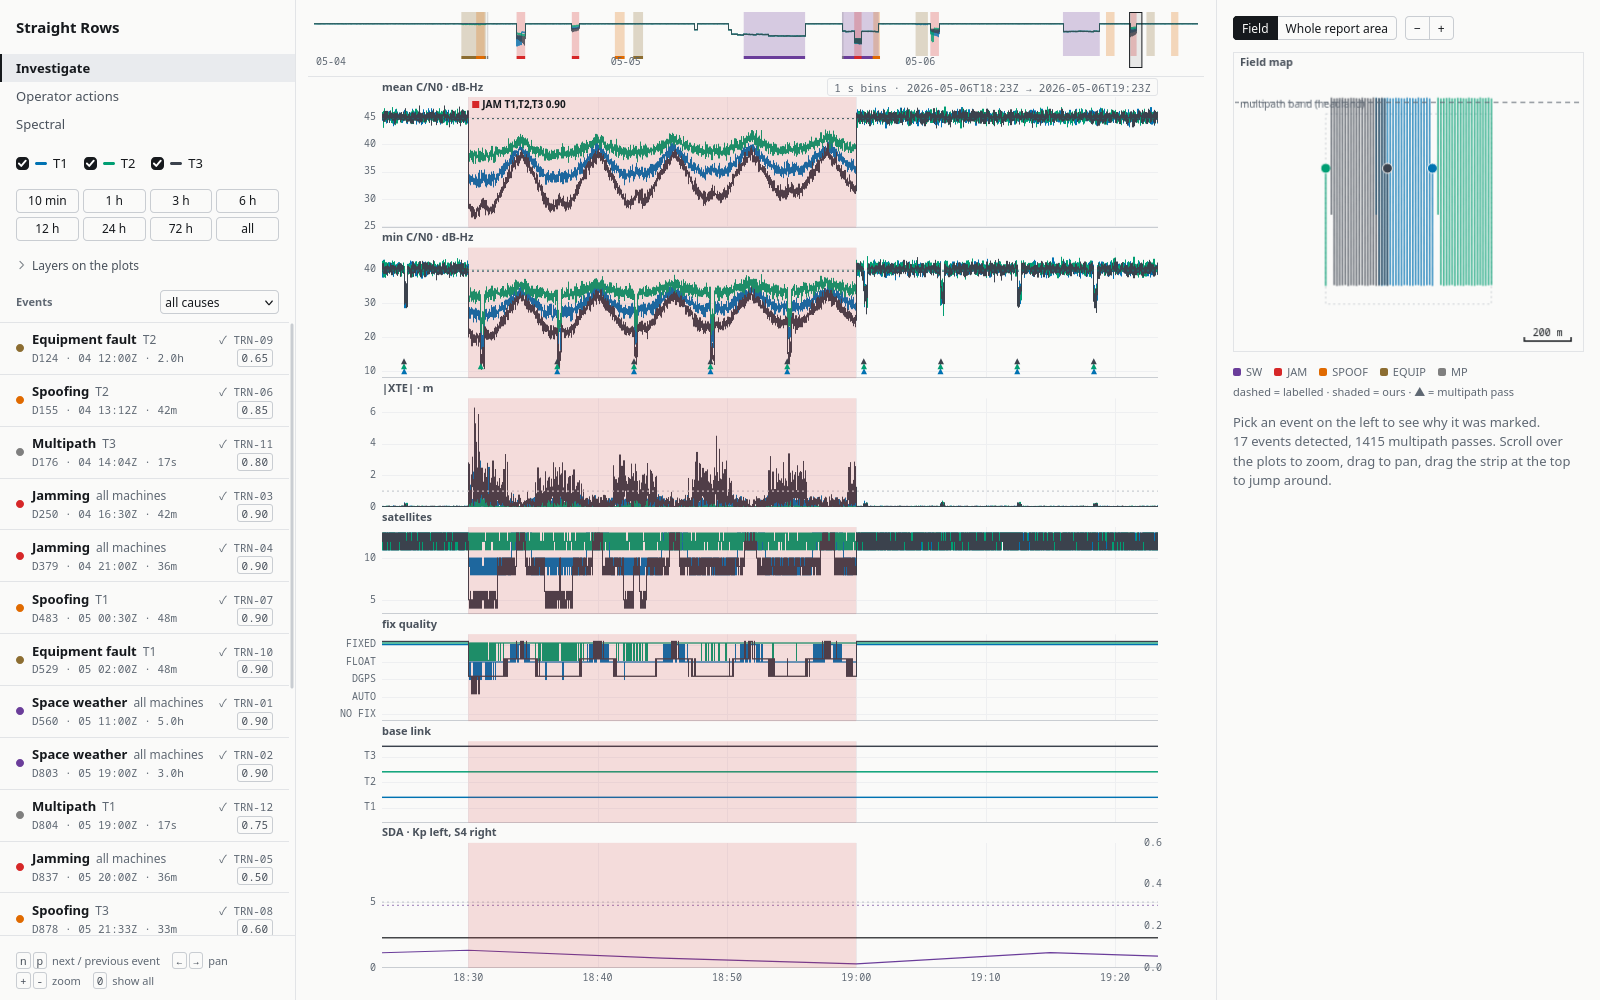 Straight Rows
Investigate
Operator actions
Spectral
T1 T2 T3
10 min 1 h 3 h 6 h
12 h 24 h 72 h all
Layers on the plots
Events all causes
Equipment fault T2 ✓ TRN-09
D124 · 04 12:00Z · 2.0h 0.65
Spoofing T2 ✓ TRN-06
D155 · 04 13:12Z · 42m 0.85
Multipath T3 ✓ TRN-11
D176 · 04 14:04Z · 17s 0.80
Jamming all machines ✓ TRN-03
D250 · 04 16:30Z · 42m 0.90
Jamming all machines ✓ TRN-04
D379 · 04 21:00Z · 36m 0.90
Spoofing T1 ✓ TRN-07
D483 · 05 00:30Z · 48m 0.90
Equipment fault T1 ✓ TRN-10
D529 · 05 02:00Z · 48m 0.90
Space weather all machines ✓ TRN-01
D560 · 05 11:00Z · 5.0h 0.90
Space weather all machines ✓ TRN-02
D803 · 05 19:00Z · 3.0h 0.90
Multipath T1 ✓ TRN-12
D804 · 05 19:00Z · 17s 0.75
Jamming all machines ✓ TRN-05
D837 · 05 20:00Z · 36m 0.50
Spoofing T3 ✓ TRN-08
D878 · 05 21:33Z · 33m 0.60
n p next / previous event ← → pan
+ - zoom 0 show all
05-04 05-05 05-06
mean C/N0 · dB-Hz
1 s bins · 2026-05-06T18:23Z → 2026-05-06T19:23Z
JAM T1,T2,T3 0.90
45
40
35
30
25
min C/N0 · dB-Hz
40
30
20
10
|XTE| · m
6
4
2
0
satellites
10
5
fix quality
FIXED
FLOAT
DGPS
AUTO
NO FIX
base link
T3
T2
T1
SDA · Kp left, S4 right
0.6
0.4
5
0.2
0 0.0
18:30 18:40 18:50 19:00 19:10 19:20
Field Whole report area − +
Field map
multipath band (headland)
200 m
SW JAM SPOOF EQUIP MP
dashed = labelled · shaded = ours · ▲ = multipath pass
Pick an event on the left to see why it was marked.
17 events detected, 1415 multipath passes. Scroll over
the plots to zoom, drag to pan, drag the strip at the top
to jump around.